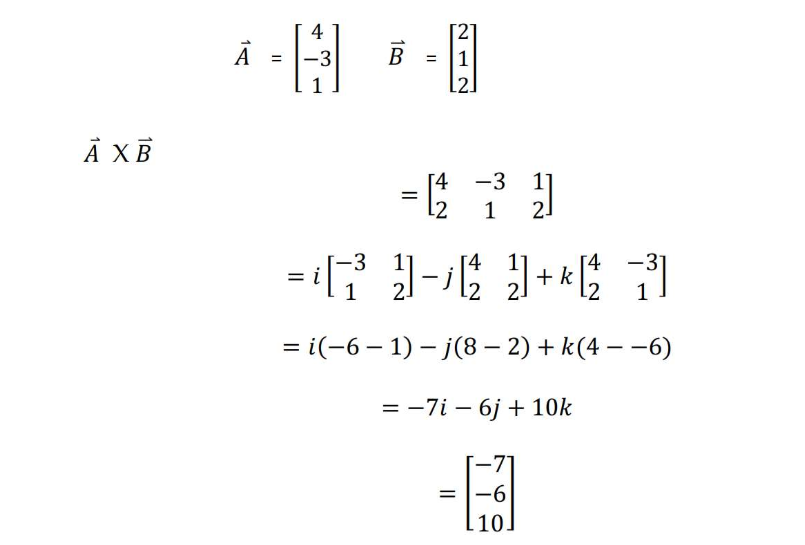 A⃗ = [4 −3 1] B⃗ = [2 1 2]
A⃗ X B⃗
= [4 −3 1
2 1 2]
= i [−3 1 1 2] − j [4 1 2 2] + k [4 −3 2 1]
= i(−6 − 1) − j(8 − 2) + k(4 − −6)
= −7i − 6j + 10k
= [−7 −6 10]